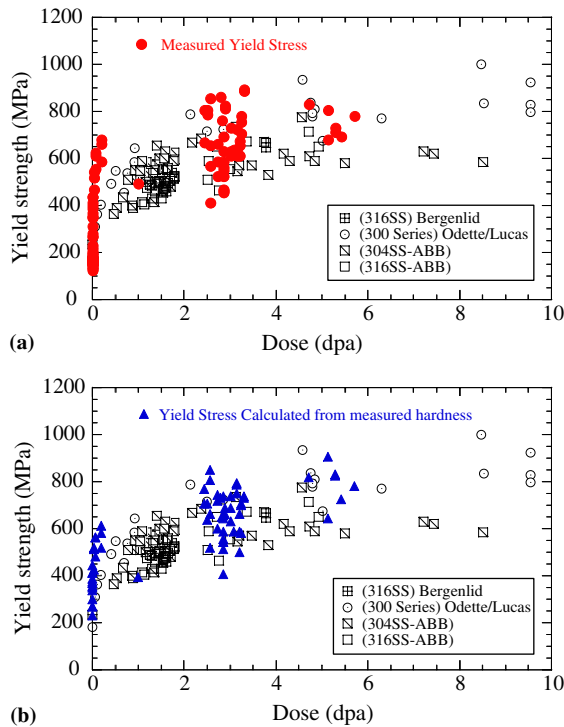 1200
1000
800
600
400
200
0
Yield strength (MPa)
Measured Yield Stress
(316SS) Bergenlid
(300 Series) Odette/Lucas
(304SS-ABB)
(316SS-ABB)
0 2 4 6 8 10
Dose (dpa)
(a)
1200
1000
800
600
400
200
0
Yield strength (MPa)
Yield Stress Calculated from measured hardness
(316SS) Bergenlid
(300 Series) Odette/Lucas
(304SS-ABB)
(316SS-ABB)
0 2 4 6 8 10
Dose (dpa)
(b)